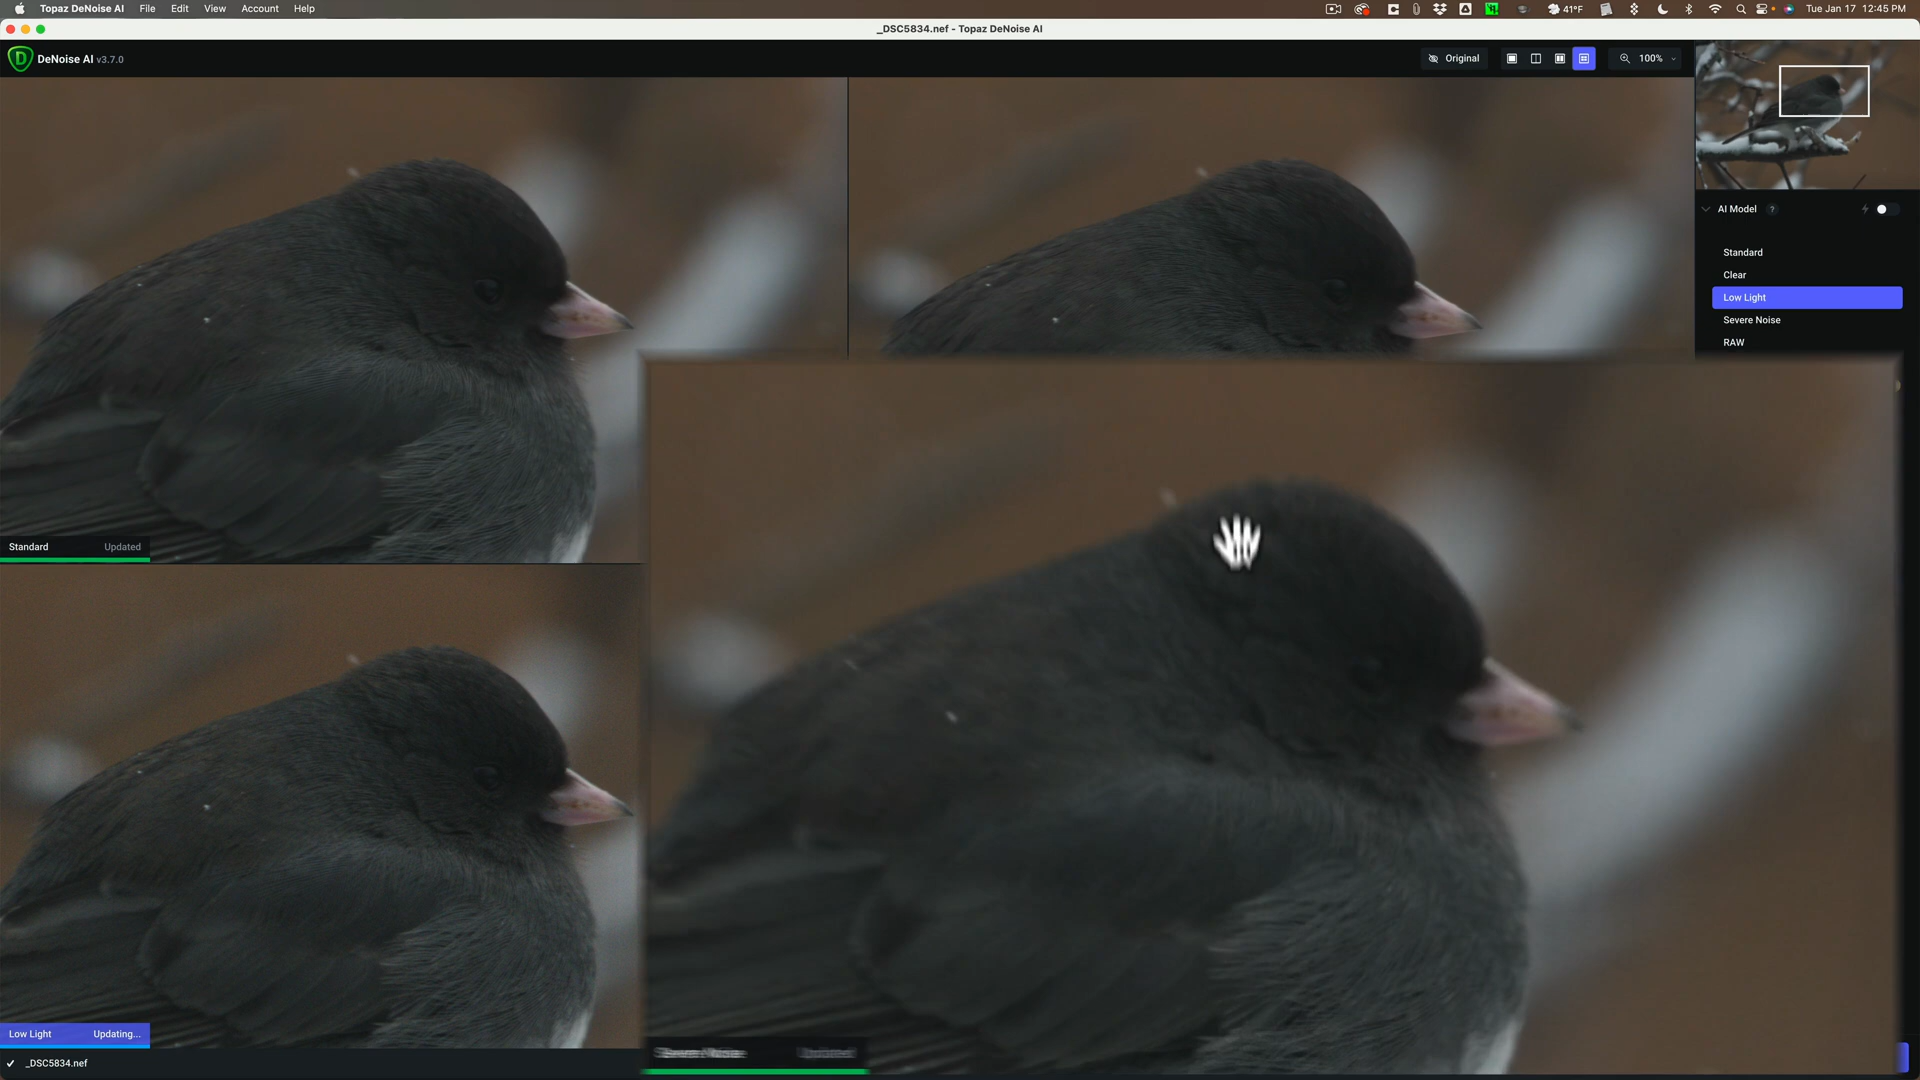 Topaz DeNoise AI File Edit View Account Help
41°F Tue Jan 17 12:45 PM
_DSC5834.nef - Topaz DeNoise AI
DeNoise AI v3.7.0
Original
100%
AI Model ?
Standard
Clear
Low Light
Severe Noise
RAW
Standard Updated
Low Light Updating...
Updated
_DSC5834.nef